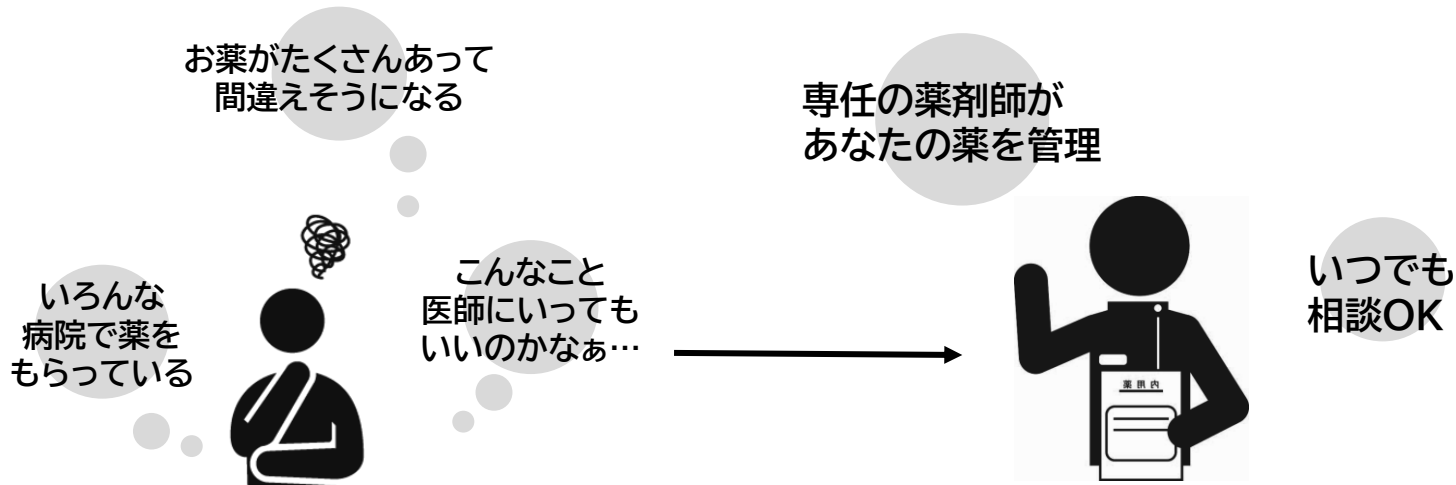 お薬がたくさんあって
間違えそうになる
いろんな
病院で薬を
もらっている
こんなこと
医師にいっても
いいのかなぁ…
専任の薬剤師が
あなたの薬を管理
いつでも
相談OK
薬用内